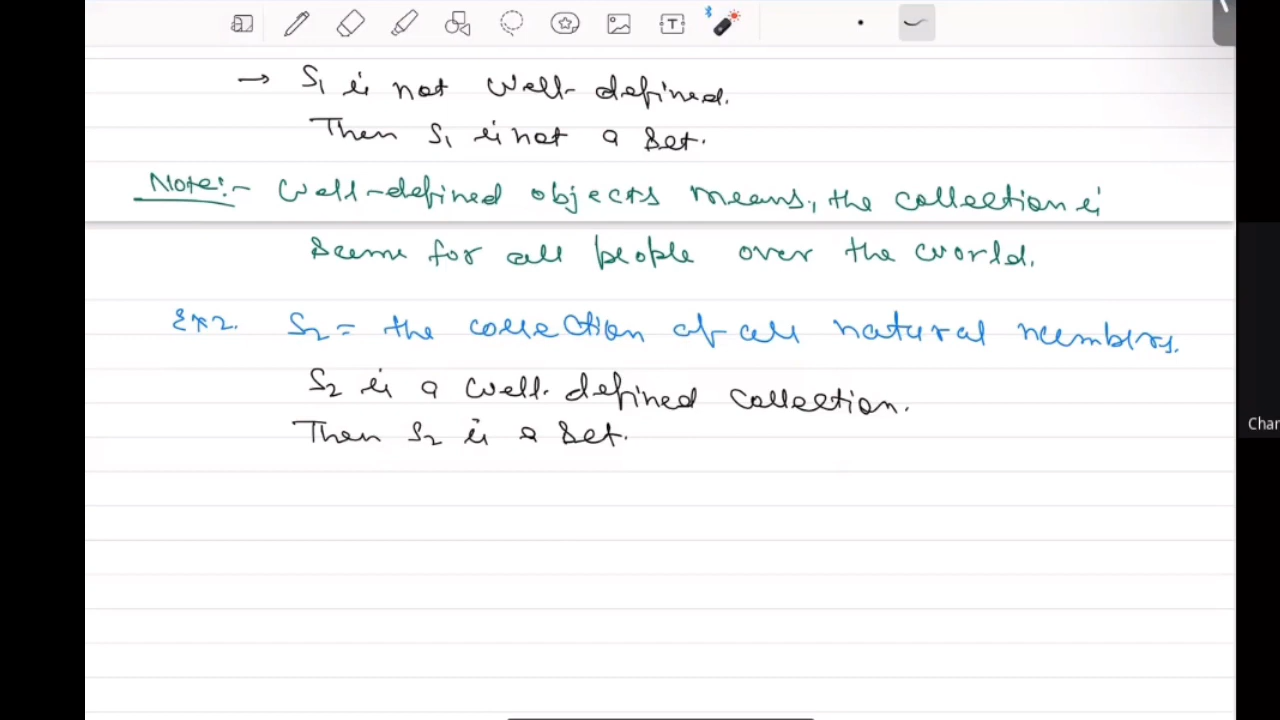 → S₁ is not well-defined.
Then S₁ is not a set.
Note:- Well-defined objects means, the collection is
same for all people over the world.
Ex2. S₂ = the collection of all natural numbers.
S₂ is a well-defined collection.
Then S₂ is a set.
Char